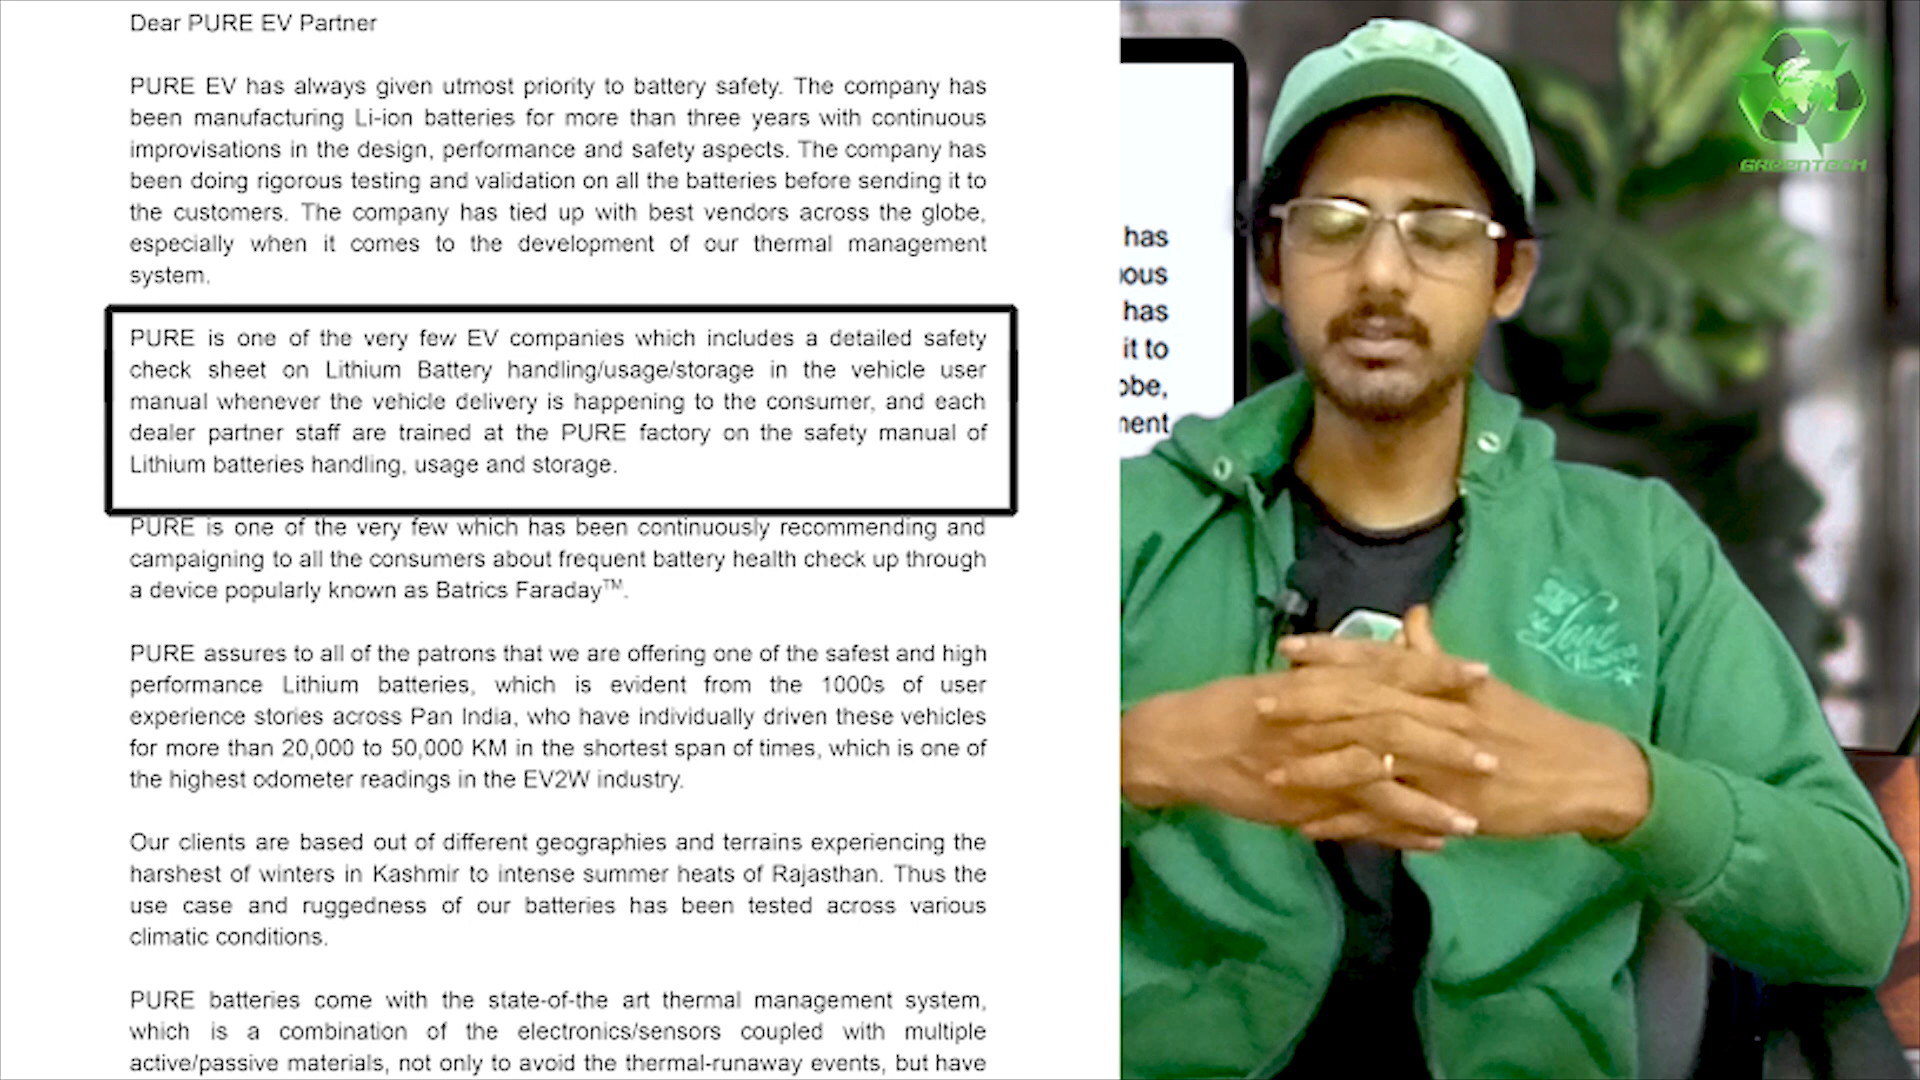 Dear PURE EV Partner
PURE EV has always given utmost priority to battery safety. The company has
been manufacturing Li-ion batteries for more than three years with continuous
improvisations in the design, performance and safety aspects. The company has
been doing rigorous testing and validation on all the batteries before sending it to
the customers. The company has tied up with best vendors across the globe,
especially when it comes to the development of our thermal management
system.
PURE is one of the very few EV companies which includes a detailed safety
check sheet on Lithium Battery handling/usage/storage in the vehicle user
manual whenever the vehicle delivery is happening to the consumer, and each
dealer partner staff are trained at the PURE factory on the safety manual of
Lithium batteries handling, usage and storage.
PURE is one of the very few which has been continuously recommending and
campaigning to all the consumers about frequent battery health check up through
a device popularly known as Batrics Faraday™.
PURE assures to all of the patrons that we are offering one of the safest and high
performance Lithium batteries, which is evident from the 1000s of user
experience stories across Pan India, who have individually driven these vehicles
for more than 20,000 to 50,000 KM in the shortest span of times, which is one of
the highest odometer readings in the EV2W industry.
Our clients are based out of different geographies and terrains experiencing the
harshest of winters in Kashmir to intense summer heats of Rajasthan. Thus the
use case and ruggedness of our batteries has been tested across various
climatic conditions.
PURE batteries come with the state-of-the art thermal management system,
which is a combination of the electronics/sensors coupled with multiple
active/passive materials, not only to avoid the thermal-runaway events, but have
has
has
it to
GREENTECH